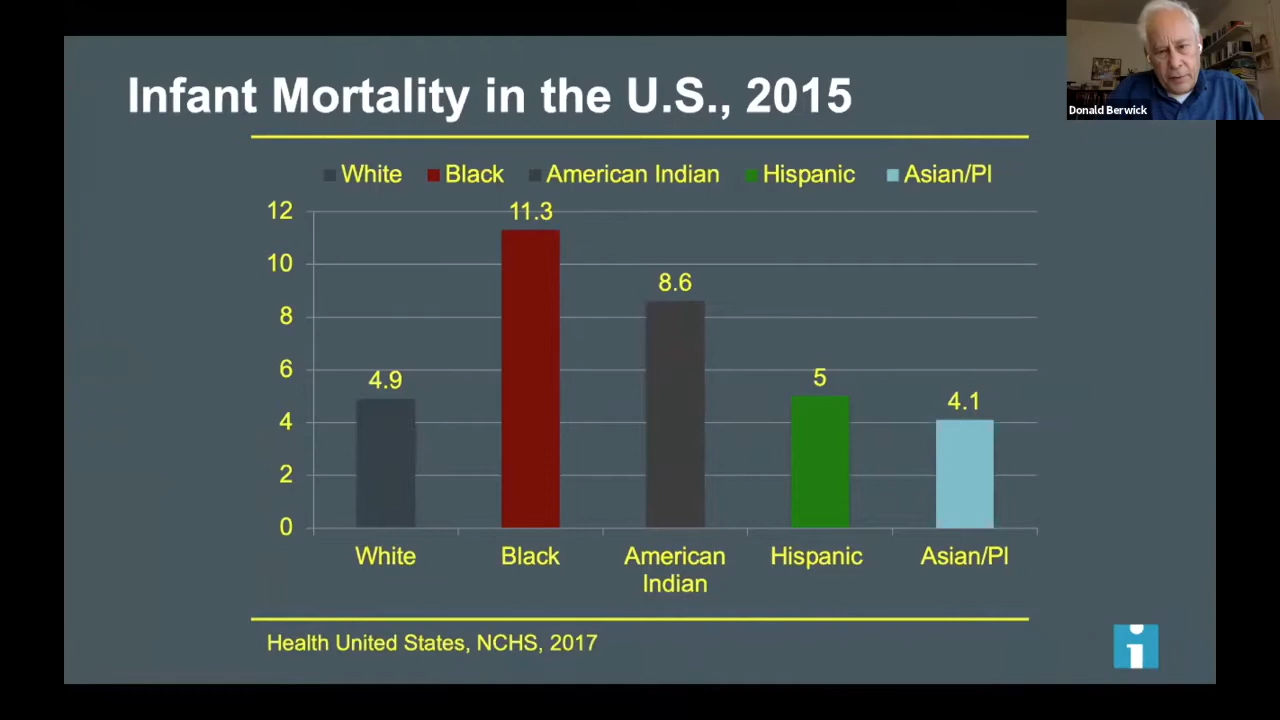 Infant Mortality in the U.S., 2015
Donald Berwick
White Black American Indian Hispanic Asian/PI
12
10
8
6
4
2
0
4.9
11.3
8.6
5
4.1
White Black American Indian Hispanic Asian/PI
Health United States, NCHS, 2017